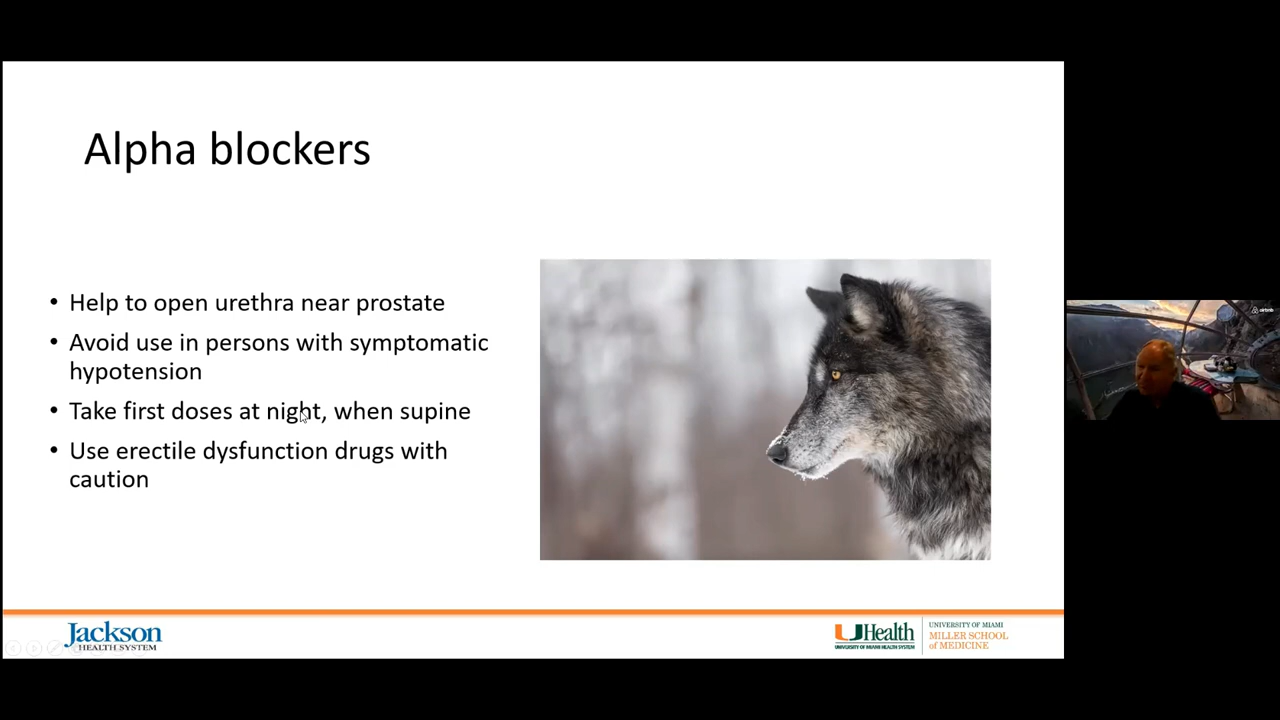 Alpha blockers
• Help to open urethra near prostate
• Avoid use in persons with symptomatic
hypotension
• Take first doses at night, when supine
• Use erectile dysfunction drugs with
caution
airbnb
Jackson
HEALTH SYSTEM
UHealth
UNIVERSITY OF MIAMI HEALTH SYSTEM
UNIVERSITY OF MIAMI
MILLER SCHOOL
of MEDICINE